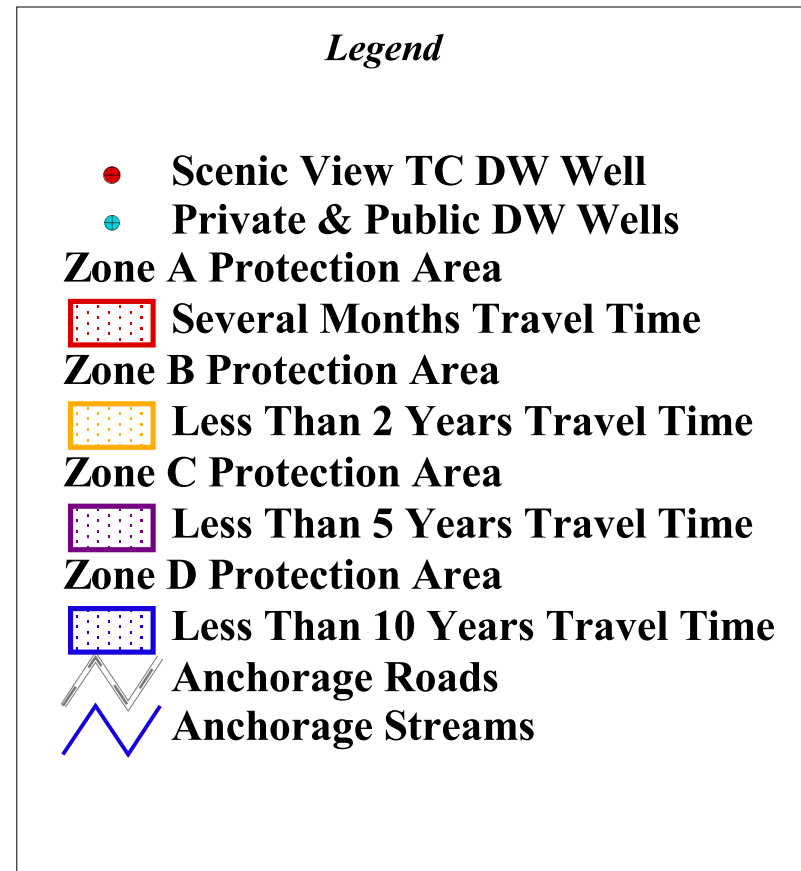 Legend
Scenic View TC DW Well
Private & Public DW Wells
Zone A Protection Area
Several Months Travel Time
Zone B Protection Area
Less Than 2 Years Travel Time
Zone C Protection Area
Less Than 5 Years Travel Time
Zone D Protection Area
Less Than 10 Years Travel Time
Anchorage Roads
Anchorage Streams